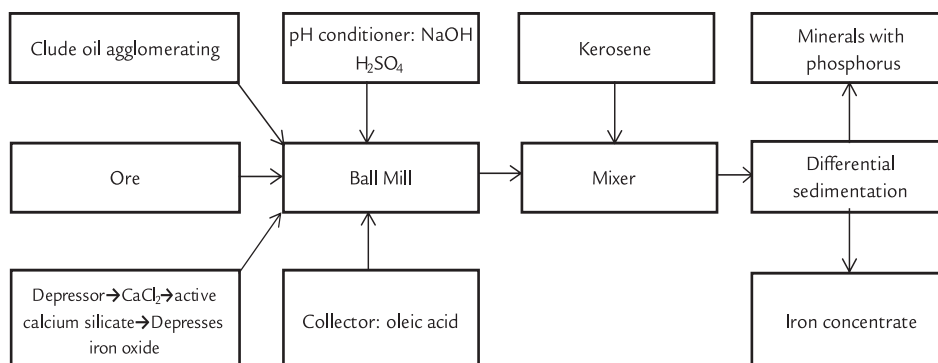 Clude oil agglomerating
pH conditioner: NaOH
H₂SO₄
Kerosene
Minerals with
phosphorus
Ore
Ball Mill
Mixer
Differential
sedimentation
Depressor→CaCl₂→active
calcium silicate→Depresses
iron oxide
Collector: oleic acid
Iron concentrate